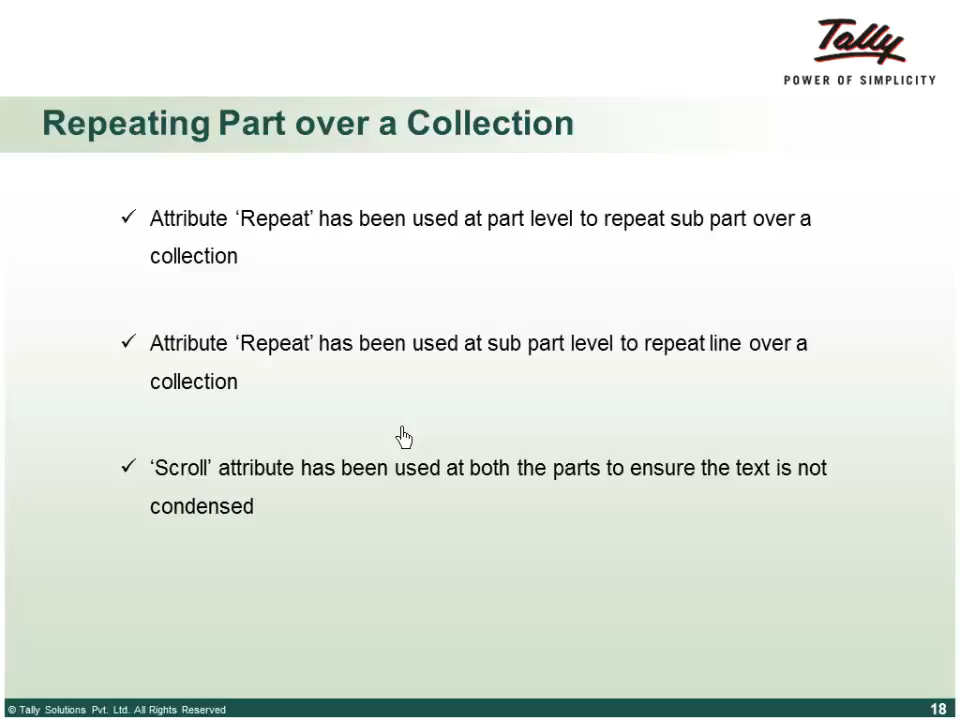 Tally
POWER OF SIMPLICITY
Repeating Part over a Collection
✓ Attribute ‘Repeat’ has been used at part level to repeat sub part over a
collection
✓ Attribute ‘Repeat’ has been used at sub part level to repeat line over a
collection
✓ ‘Scroll’ attribute has been used at both the parts to ensure the text is not
condensed
© Tally Solutions Pvt. Ltd. All Rights Reserved
18